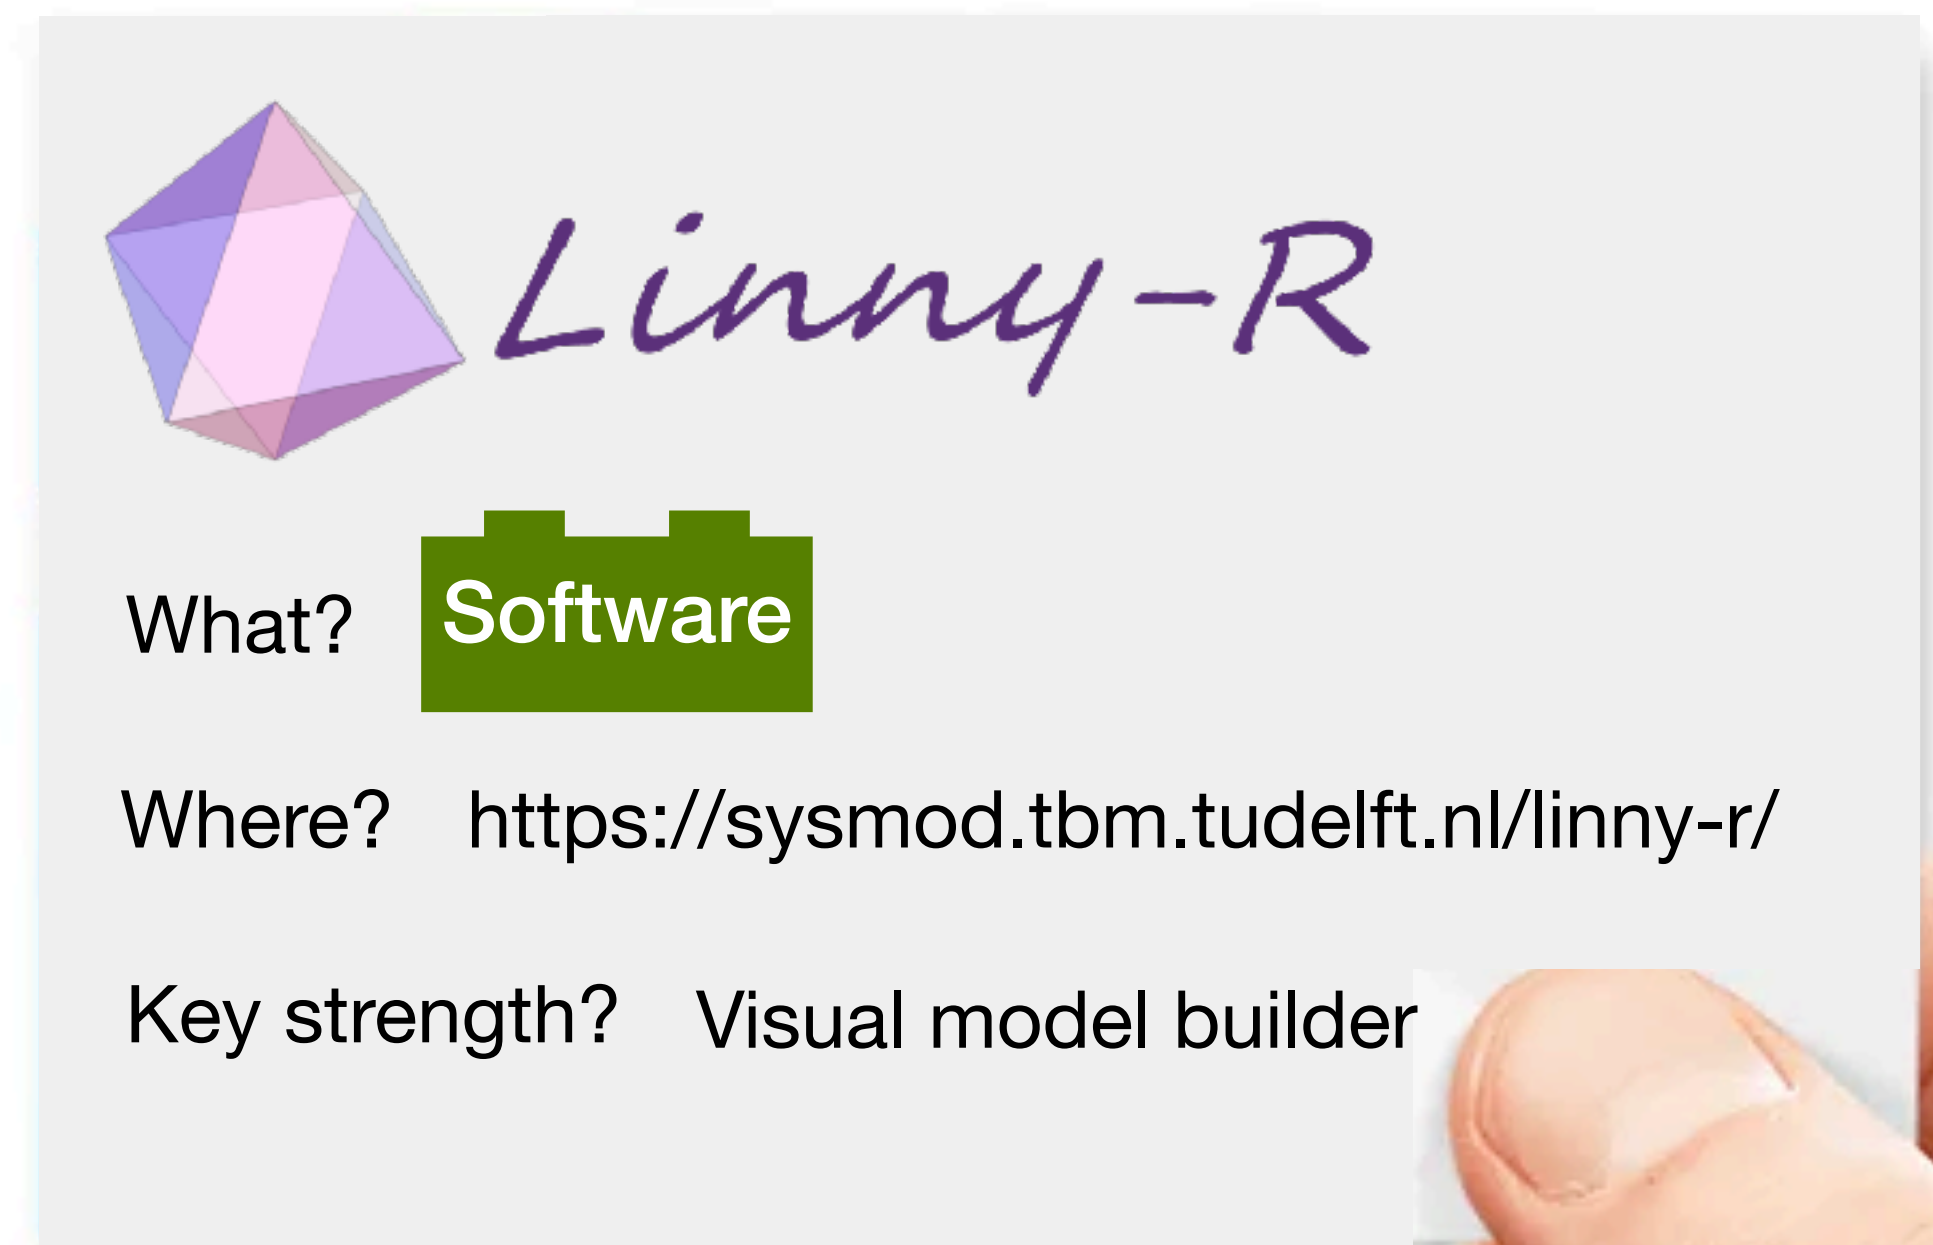 Linny-R
What? Software
Where? https://sysmod.tbm.tudelft.nl/linny-r/
Key strength? Visual model builder